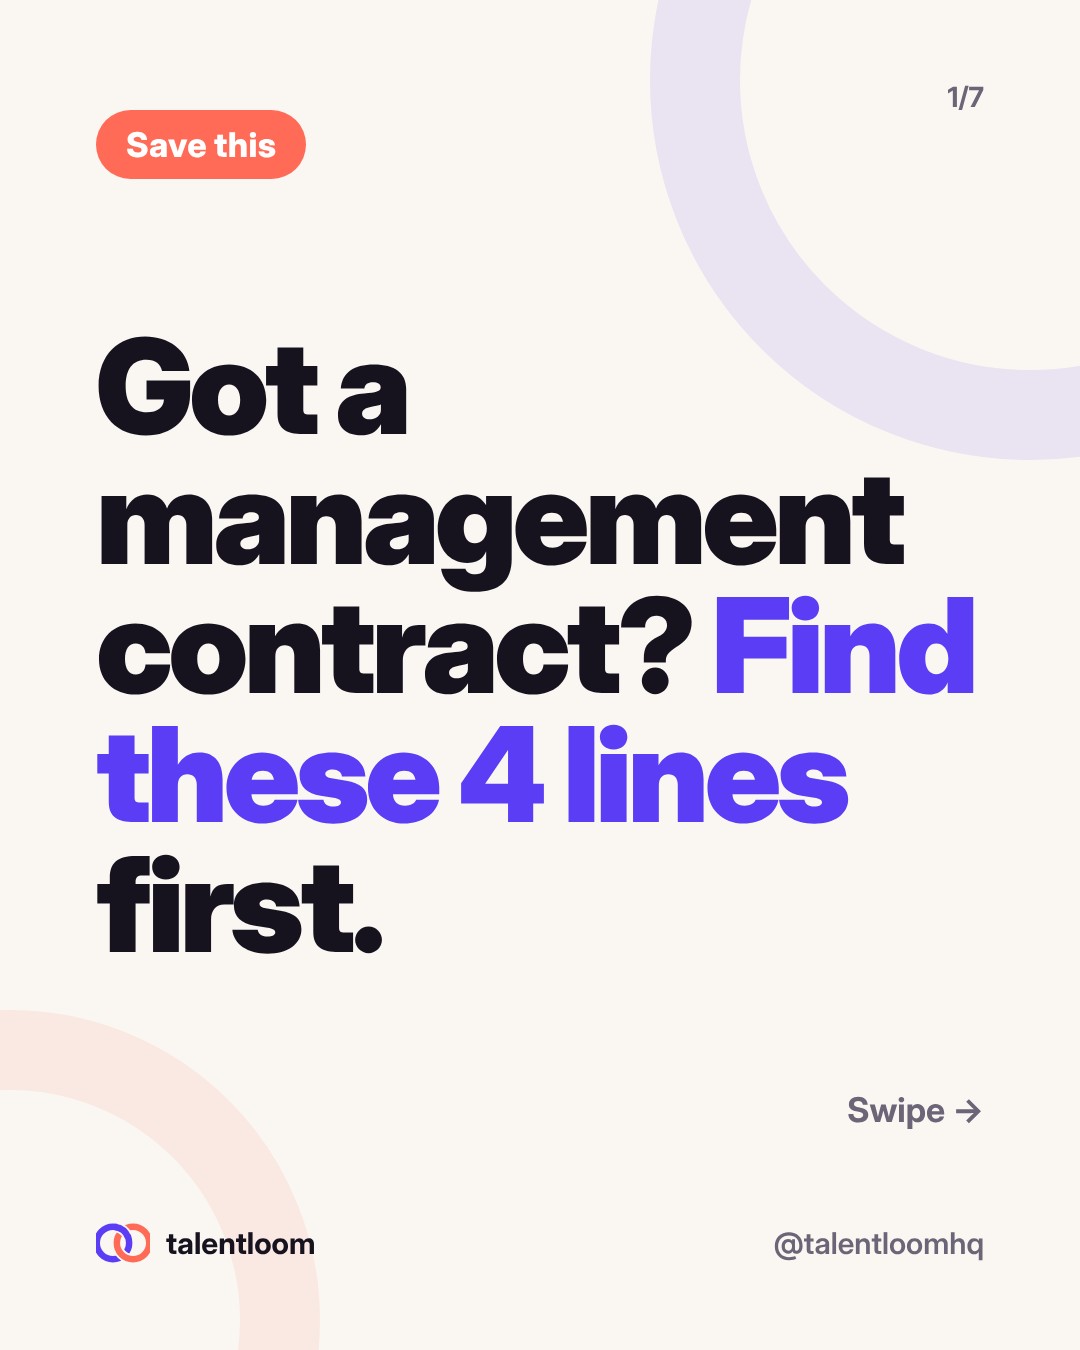 1/7
Save this
Got a
management
contract? Find
these 4 lines
first.
Swipe →
talentloom
@talentloomhq